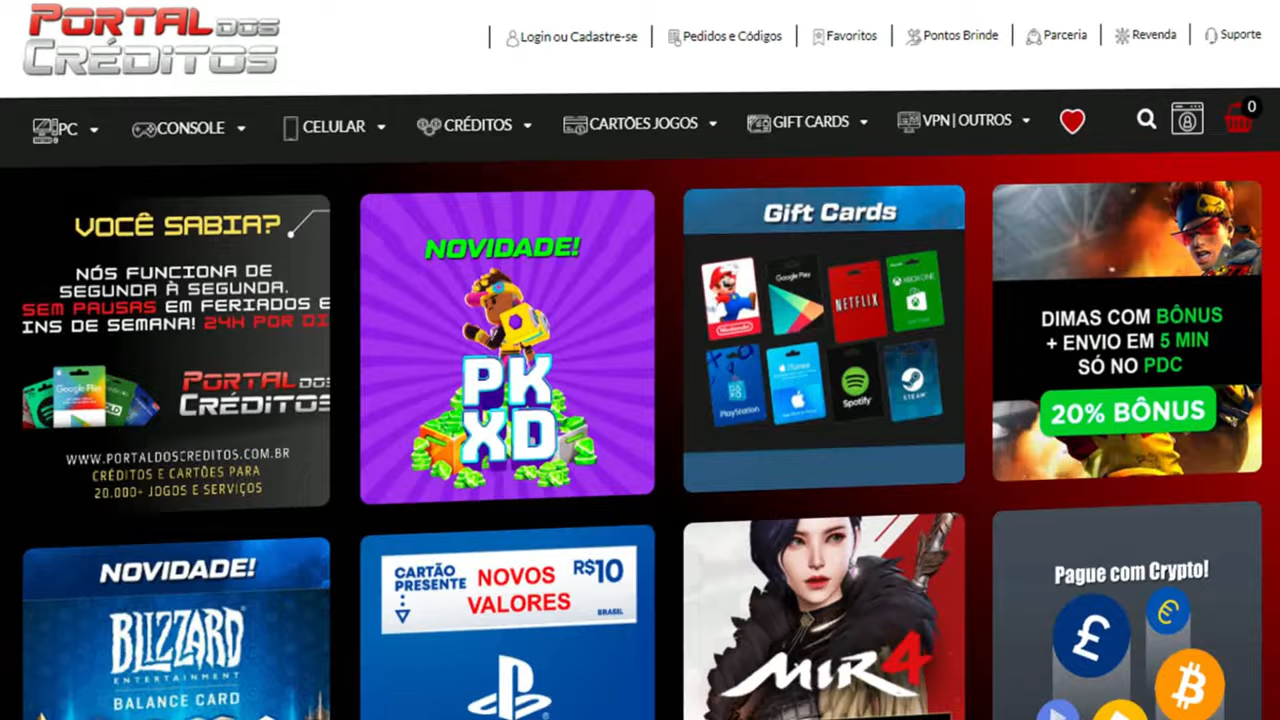 PORTAL DOS
CRÉDITOS
Login ou Cadastre-se
Pedidos e Códigos
Favoritos
Pontos Brinde
Parceria
Revenda
Suporte
PC
CONSOLE
CELULAR
CRÉDITOS
CARTÕES JOGOS
GIFT CARDS
VPN | OUTROS
0
VOCÊ SABIA?
NÓS FUNCIONA DE
SEGUNDA À SEGUNDA.
SEM PAUSAS EM FERIADOS E
INS DE SEMANA! 24H POR DI
Google Play
PORTAL DOS
CRÉDITOS
WWW.PORTALDOSCREDITOS.COM.BR
CRÉDITOS E CARTÕES PARA
20.000+ JOGOS E SERVIÇOS
NOVIDADE!
PK
XD
Gift Cards
Nintendo
Google Play
NETFLIX
XBOX ONE
PlayStation
iTunes
Spotify
STEAM
DIMAS COM BÔNUS
+ ENVIO EM 5 MIN
SÓ NO PDC
20% BÔNUS
NOVIDADE!
BLIZZARD
ENTERTAINMENT
BALANCE CARD
CARTÃO
PRESENTE
NOVOS
VALORES
R$10
BRASIL
MIR4
Pague com Crypto!